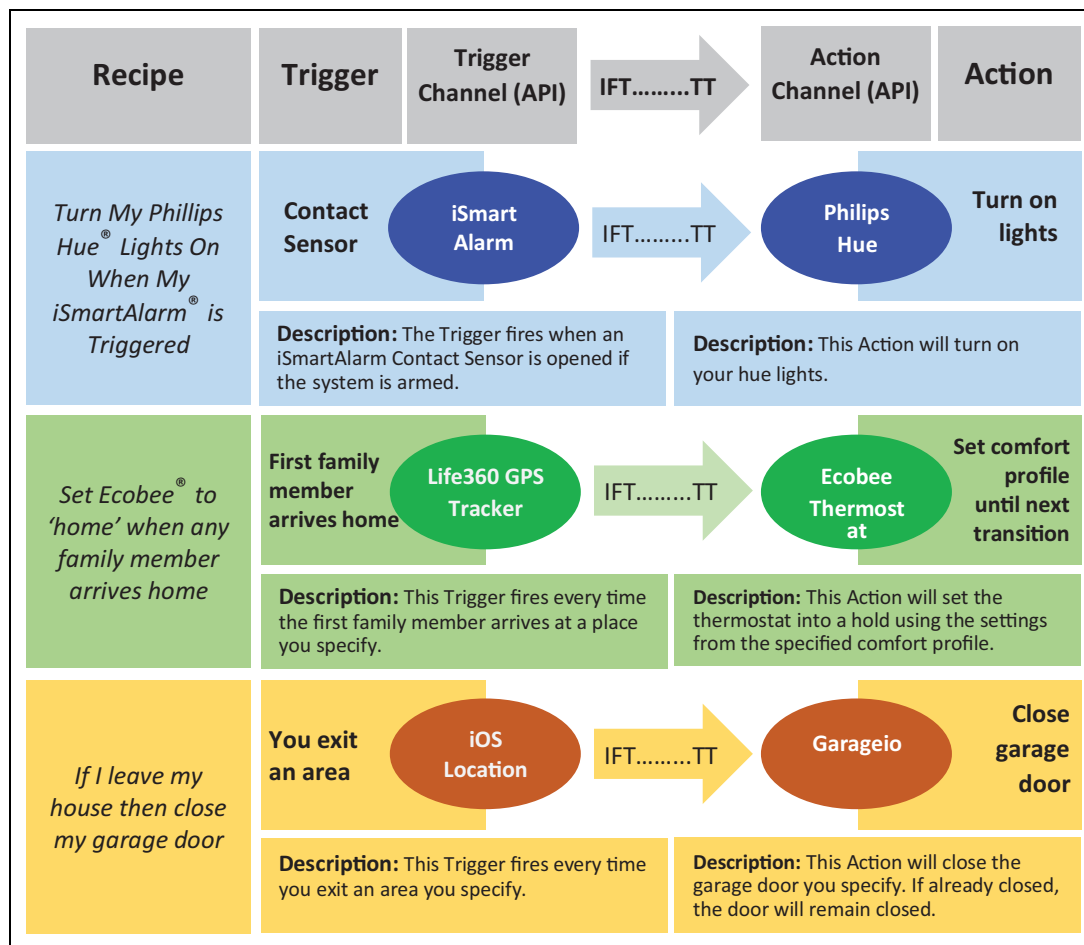 Recipe
Trigger
Trigger
Channel (API)
IFT.........TT
Action
Channel (API)
Action
Turn My Phillips
Hue® Lights On
When My
iSmartAlarm® is
Triggered
Contact
Sensor
iSmart
Alarm
IFT.........TT
Philips
Hue
Turn on
lights
Description: The Trigger fires when an
iSmartAlarm Contact Sensor is opened if
the system is armed.
Description: This Action will turn on
your hue lights.
Set Ecobee® to
‘home’ when any
family member
arrives home
First family
member
arrives home
Life360 GPS
Tracker
IFT.........TT
Ecobee
Thermost
at
Set comfort
profile
until next
transition
Description: This Trigger fires every time
the first family member arrives at a place
you specify.
Description: This Action will set the
thermostat into a hold using the settings
from the specified comfort profile.
If I leave my
house then close
my garage door
You exit
an area
iOS
Location
IFT.........TT
Garageio
Close
garage
door
Description: This Trigger fires every time
you exit an area you specify.
Description: This Action will close the
garage door you specify. If already closed,
the door will remain closed.